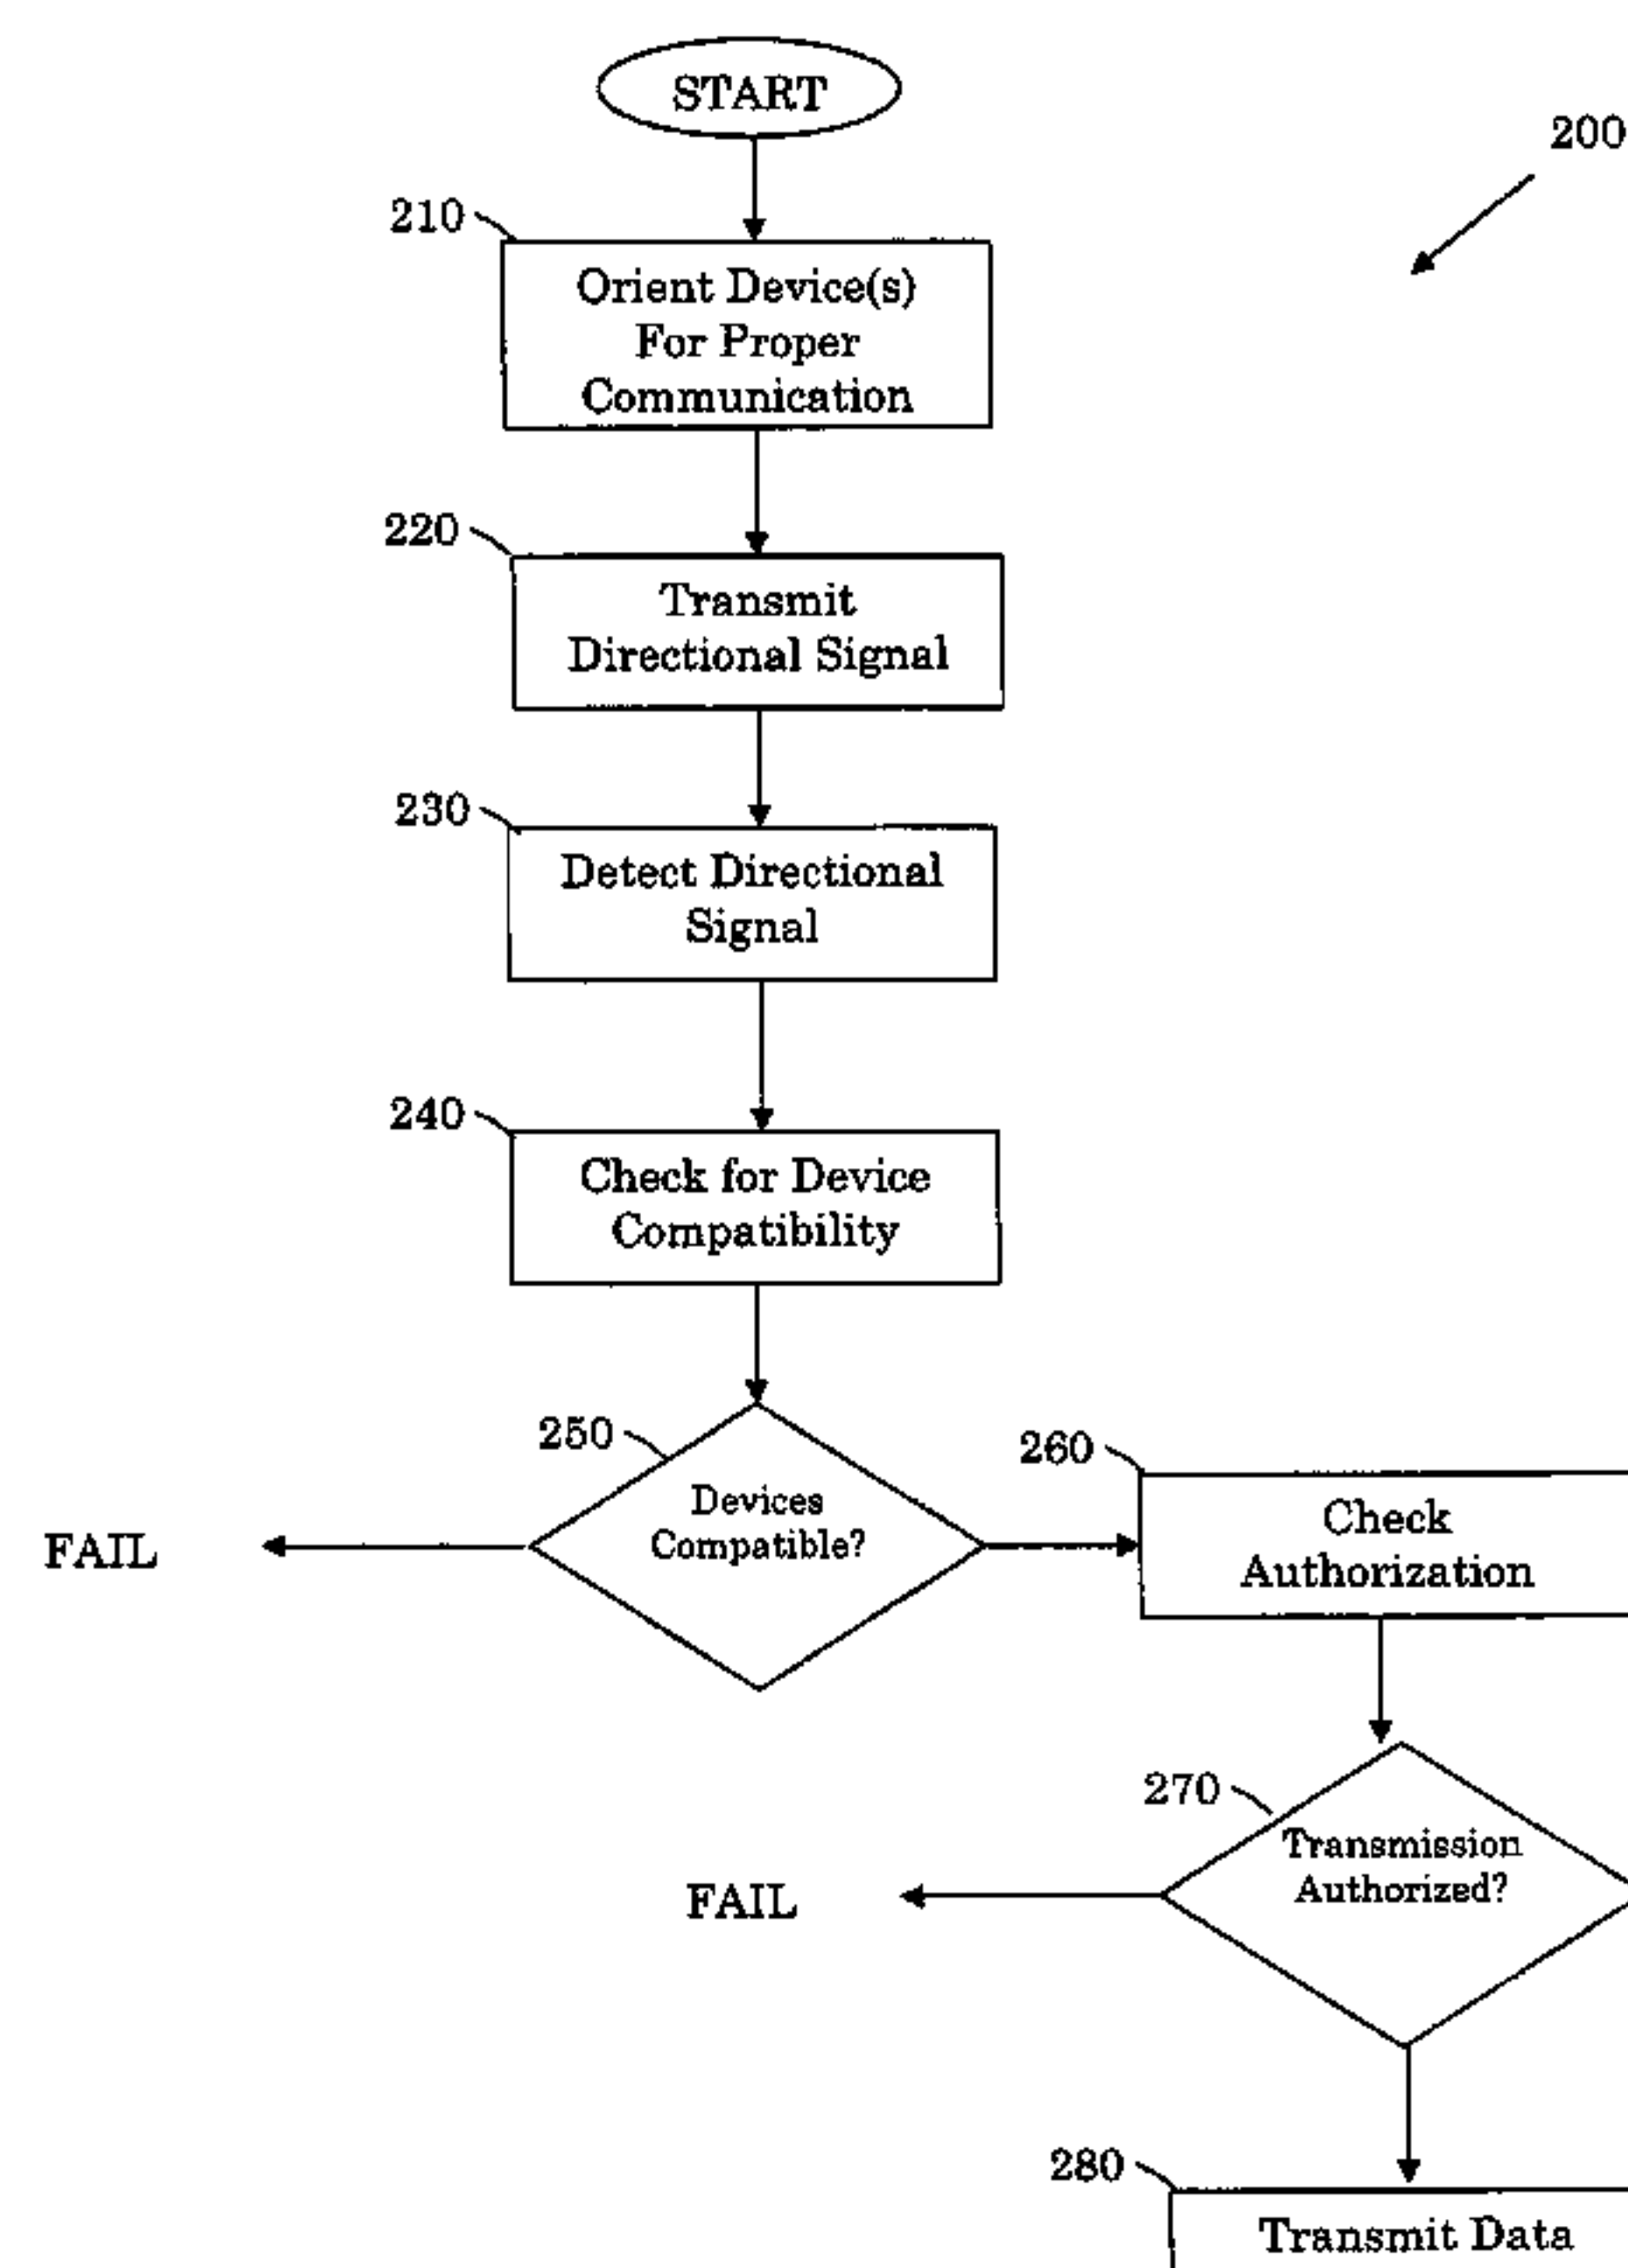 START
200
210
Orient Device(s)
For Proper
Communication
220
Transmit
Directional Signal
230
Detect Directional
Signal
240
Check for Device
Compatibility
250
Devices
Compatible?
FAIL
260
Check
Authorization
270
Transmission
Authorized?
FAIL
280
Transmit Data